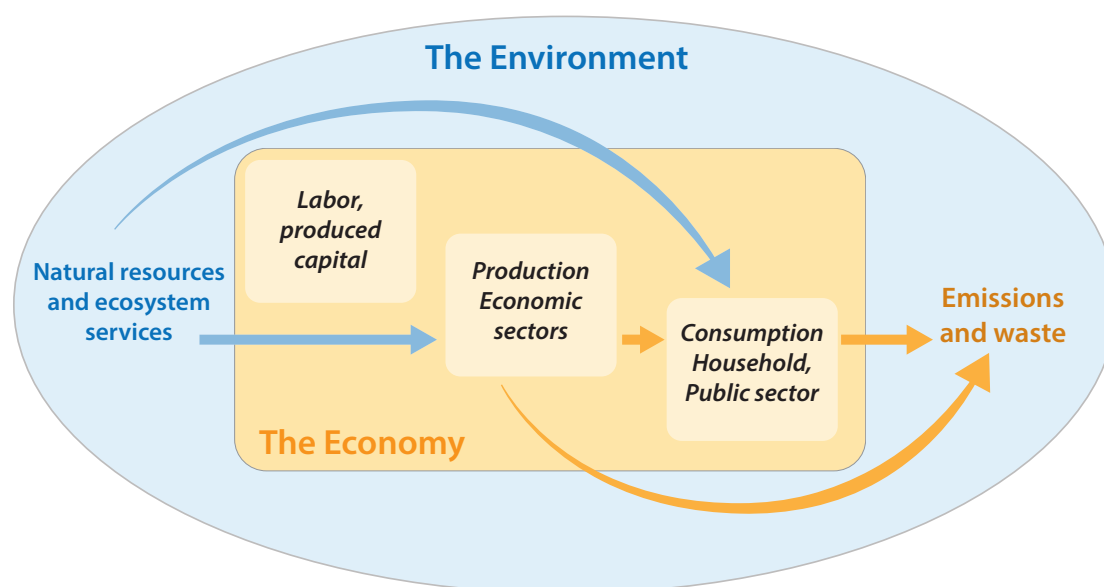 The Environment
Labor,
produced
capital
Natural resources
and ecosystem
services
Production
Economic
sectors
Consumption
Household,
Public sector
Emissions
and waste
The Economy